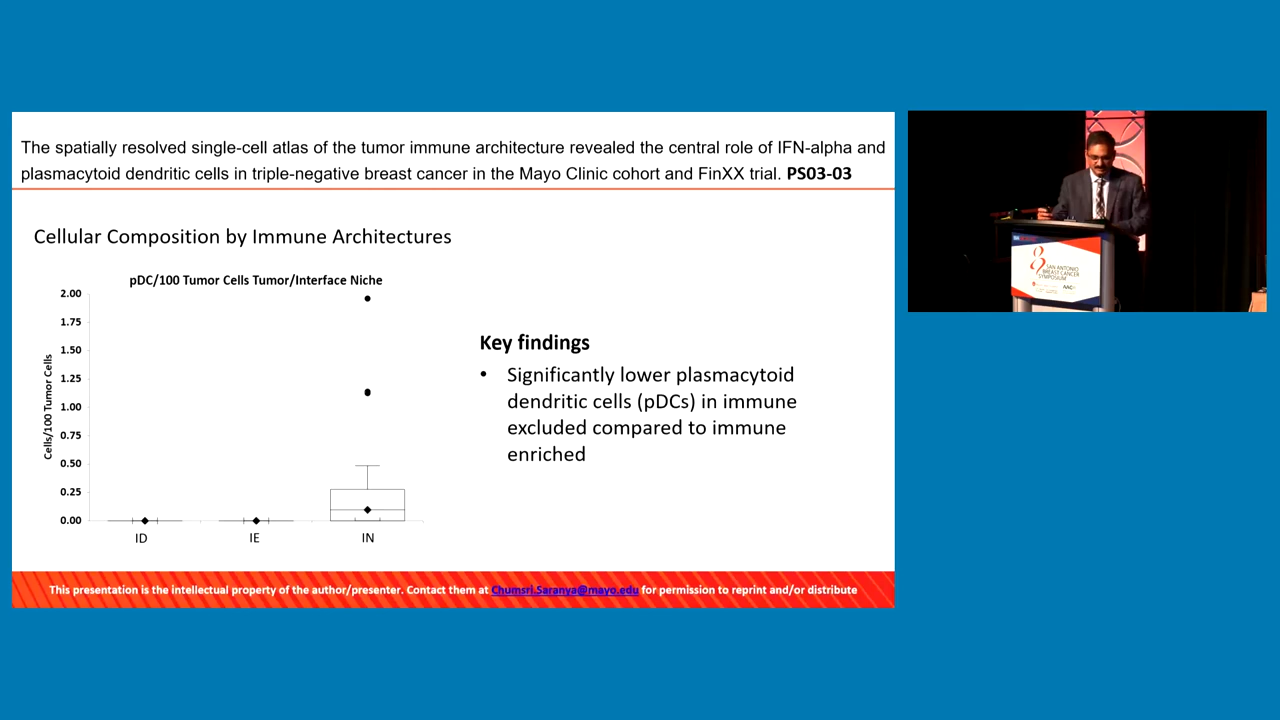 The spatially resolved single-cell atlas of the tumor immune architecture revealed the central role of IFN-alpha and
plasmacytoid dendritic cells in triple-negative breast cancer in the Mayo Clinic cohort and FinXX trial. PS03-03
Cellular Composition by Immune Architectures
pDC/100 Tumor Cells Tumor/Interface Niche
Cells/100 Tumor Cells
2.00
1.75
1.50
1.25
1.00
0.75
0.50
0.25
0.00
ID
IE
IN
Key findings
• Significantly lower plasmacytoid
dendritic cells (pDCs) in immune
excluded compared to immune
enriched
This presentation is the intellectual property of the author/presenter. Contact them at Chumsri.Saranya@mayo.edu for permission to reprint and/or distribute
SAN ANTONIO
BREAST CANCER
SYMPOSIUM